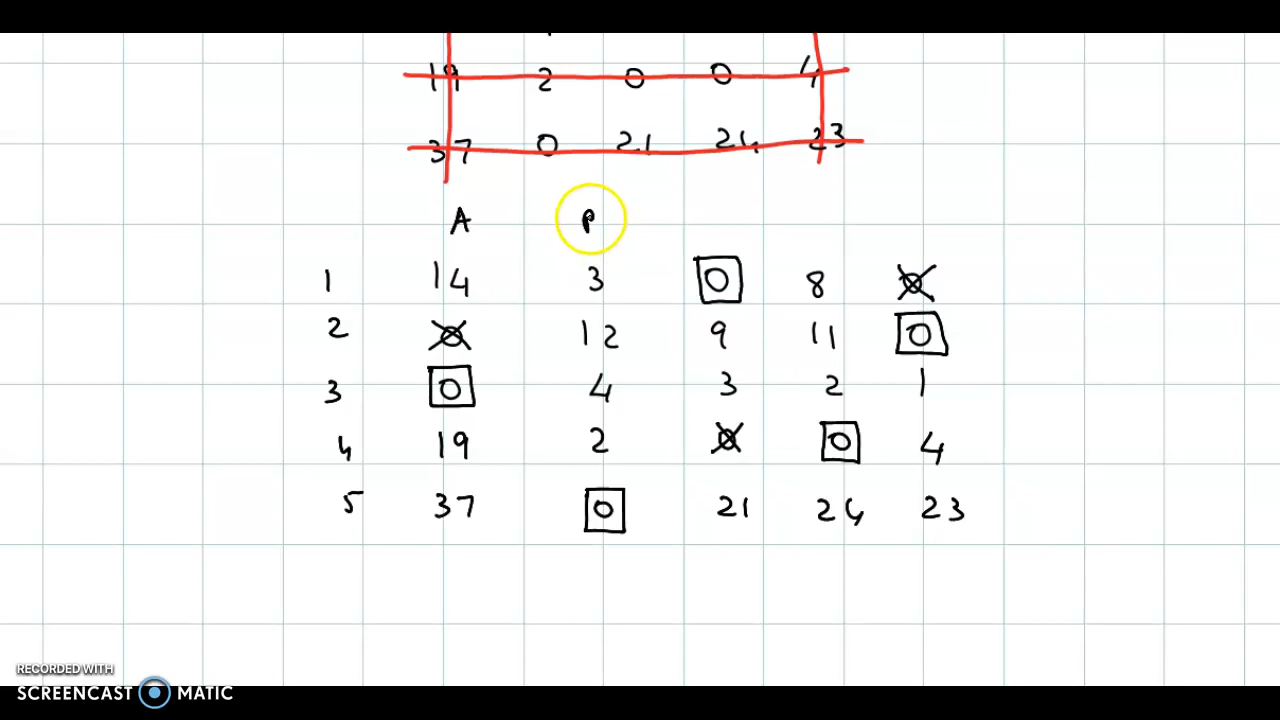 19 2 0 0 4
37 0 21 24 23
A P
1 14 3 0 8 0
2 0 12 9 11 0
3 0 4 3 2 1
4 19 2 0 0 4
5 37 0 21 24 23
RECORDED WITH
SCREENCAST MATIC